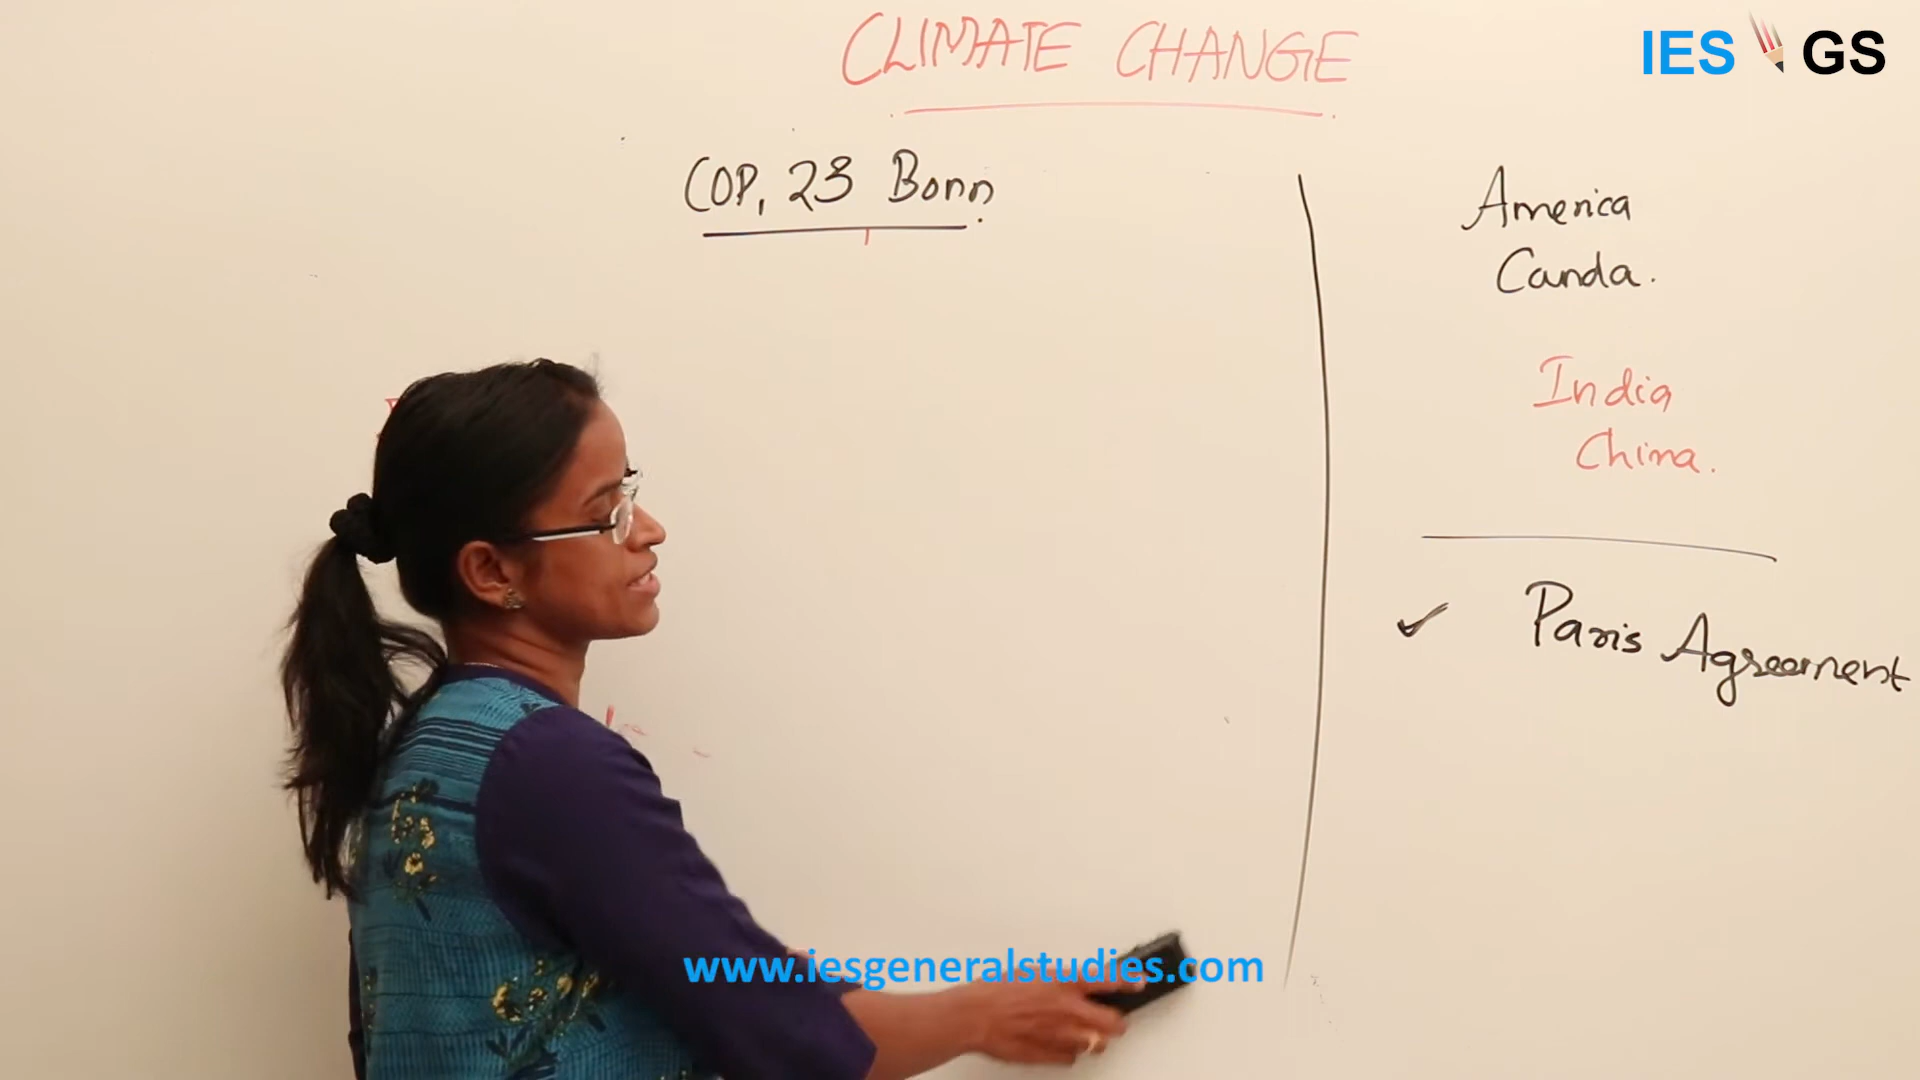 CLIMATE CHANGE
IES GS
COP, 23 Bonn
America
Canda.
India
China.
✓ Paris Agreement
www.iesgeneralstudies.com